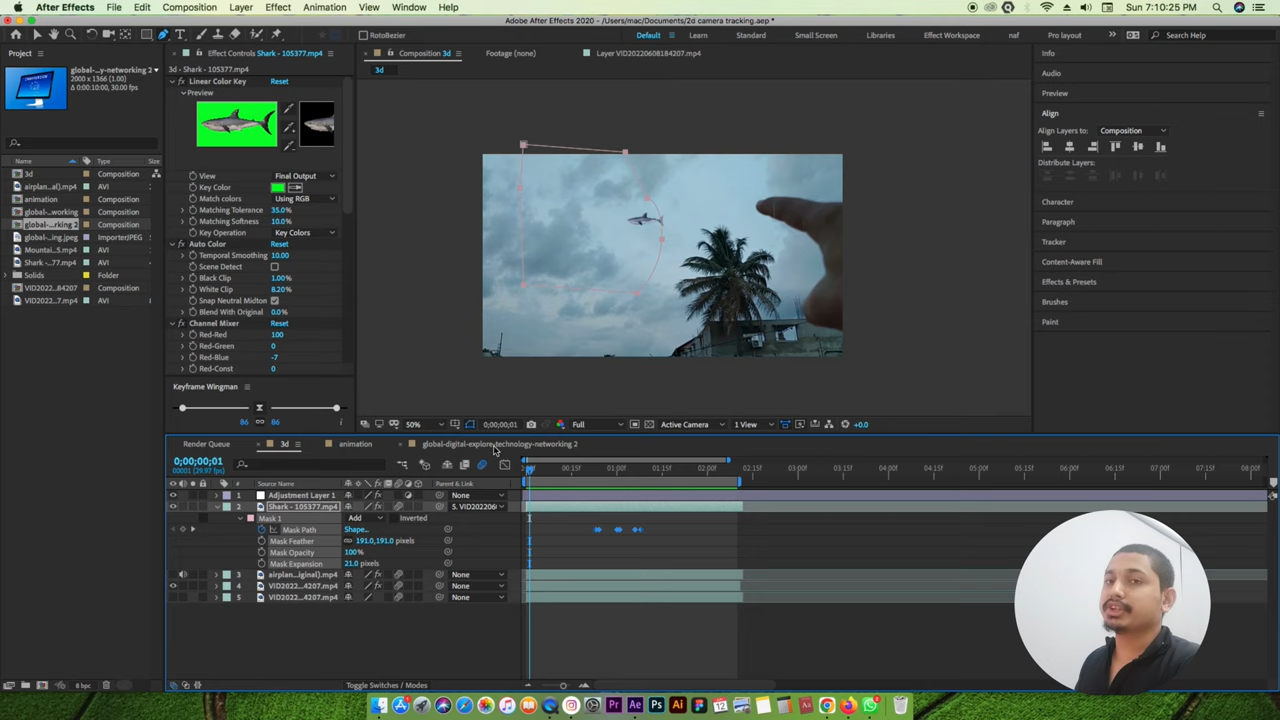 After Effects File Edit Composition Layer Effect Animation View Window Help
Sun 7:10:25 PM
Adobe After Effects 2020 - /Users/mac/Documents/2d camera tracking.aep *
RotoBezier
Default Learn Standard Small Screen Libraries Effect Workspace naf Pro layout Search Help
Project
Effect Controls Shark - 105377.mp4
Composition 3d
Footage (none)
Layer VID20220608184207.mp4
Info
global-...y-networking 2
2000 x 1366 (1.00)
Δ 0:00:10:00, 30.00 fps
3d - Shark - 105377.mp4
3d
Linear Color Key Reset
Preview
Audio
Preview
Align
Align Layers to: Composition
Distribute Layers:
Name Type Size
3d Composition
airplan...al).mp4 AVI
animation Composition
global-...working Composition
global-...rking 2 Composition
global-...ing.jpeg ImporterJPEG
Mountai...S.mp4 AVI
Shark -...77.mp4 AVI
Solids Folder
VID2022...84207 Composition
VID2022...7.mp4 AVI
View Final Output
Key Color
Match colors Using RGB
Matching Tolerance 35.0%
Matching Softness 10.0%
Key Operation Key Colors
Auto Color Reset
Temporal Smoothing 10.00
Scene Detect
Black Clip 1.00%
White Clip 8.20%
Snap Neutral Midton
Blend With Original 0.0%
Channel Mixer Reset
Red-Red 100
Red-Green 0
Red-Blue -7
Red-Const 0
Keyframe Wingman
86 86
Character
Paragraph
Tracker
Content-Aware Fill
Effects & Presets
Brushes
Paint
50% 0;00;00;01 Full Active Camera 1 View +0.0
Render Queue 3d animation global-digital-explore-technology-networking 2
0;00;00;01
00001 (29.97 fps)
00:15f 01:00f 01:15f 02:00f 02:15f 03:00f 03:15f 04:00f 04:15f 05:00f 05:15f 06:00f 06:15f 07:00f 07:15f 08:00f
# Source Name Parent & Link
1 Adjustment Layer 1 None
2 Shark - 105377.mp4 5. VID202206
Mask 1 Add Inverted
Mask Path Shape...
Mask Feather 191.0,191.0 pixels
Mask Opacity 100%
Mask Expansion 21.0 pixels
3 airplan...iginal).mp4 None
4 VID2022...4207.mp4 None
5 VID2022...4207.mp4 None
8 bpc
Toggle Switches / Modes